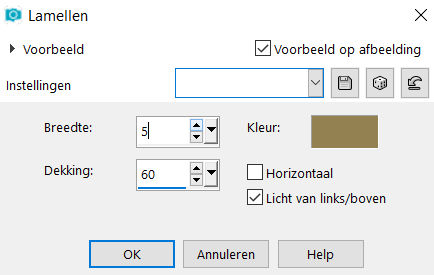 Lamellen
Voorbeeld
Voorbeeld op afbeelding
Instellingen
Breedte: 5 Kleur:
Dekking: 60 Horizontaal
Licht van links/boven
OK Annuleren Help